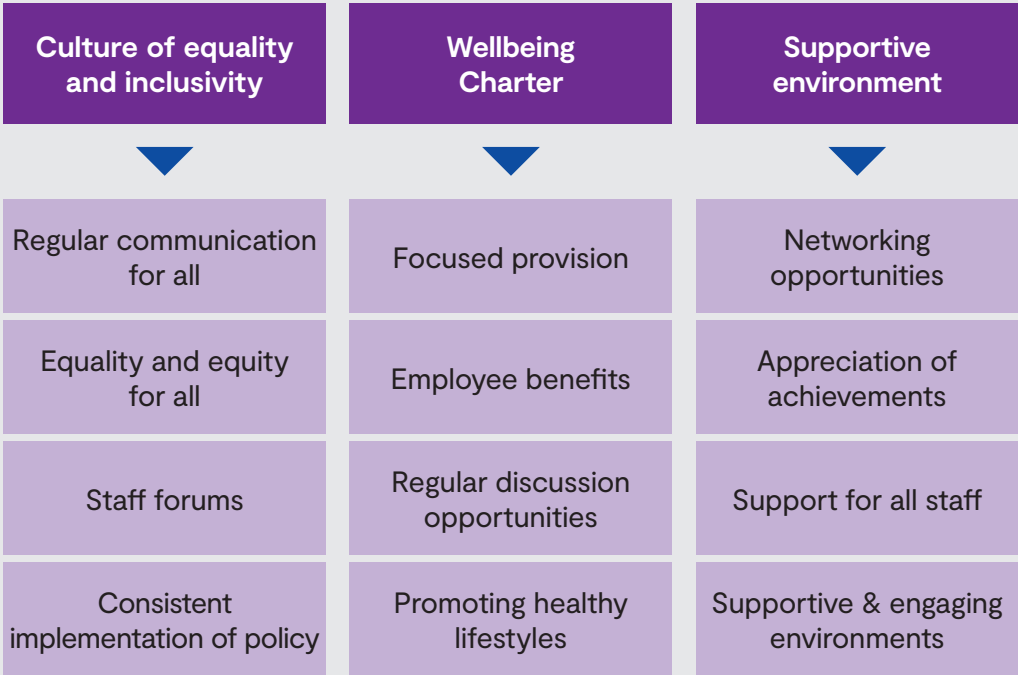 Culture of equality
and inclusivity
Regular communication
for all
Equality and equity
for all
Staff forums
Consistent
implementation of policy
Wellbeing
Charter
Focused provision
Employee benefits
Regular discussion
opportunities
Promoting healthy
lifestyles
Supportive
environment
Networking
opportunities
Appreciation of
achievements
Support for all staff
Supportive & engaging
environments